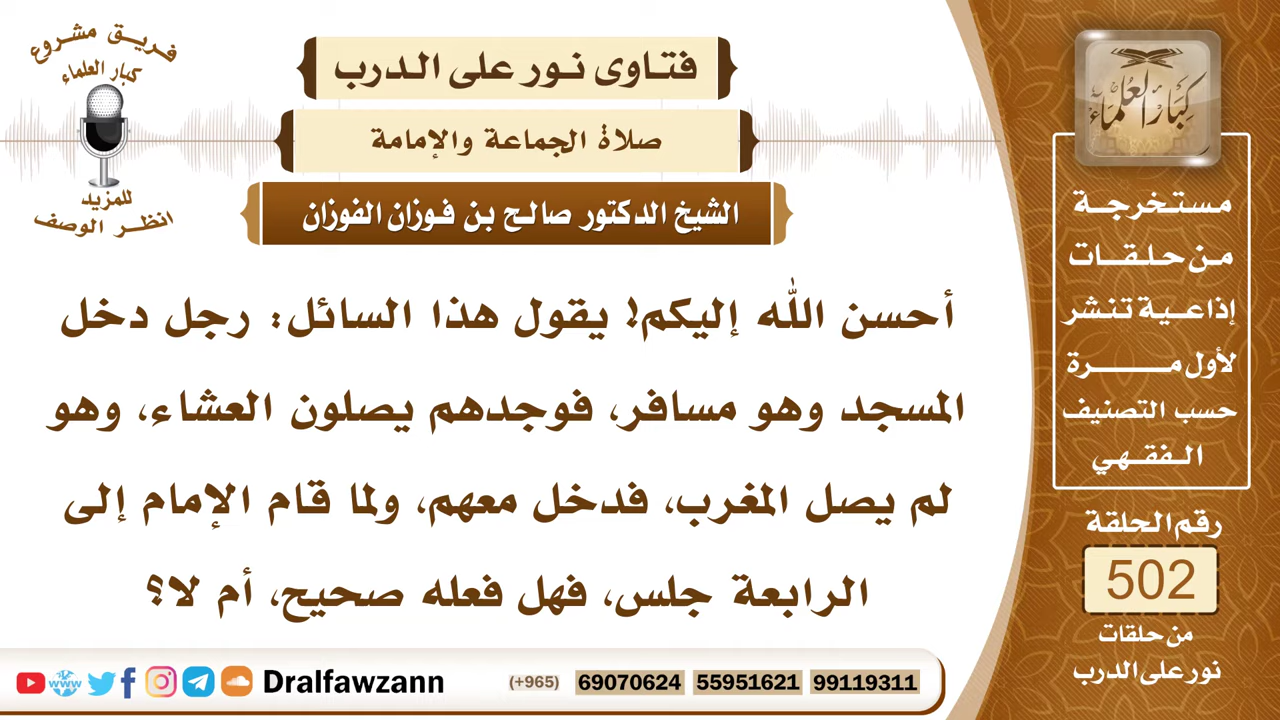 فريق مشروع
كبار العلماء
للمزيد
انظر الوصف
فتاوى نور على الدرب
صلاة الجماعة والإمامة
الشيخ الدكتور صالح بن فوزان الفوزان
أحسن الله إليكم! يقول هذا السائل: رجل دخل
المسجد وهو مسافر، فوجدهم يصلون العشاء، وهو
لم يصل المغرب، فدخل معهم، ولما قام الإمام إلى
الرابعة جلس، فهل فعله صحيح، أم لا؟
كبار العلماء
مستخرجة
من حلقات
إذاعية تنشر
لأول مرة
حسب التصنيف
الفقهي
رقم الحلقة
502
من حلقات
نور على الدرب
www
Dralfawzann (+965) 69070624 55951621 99119311